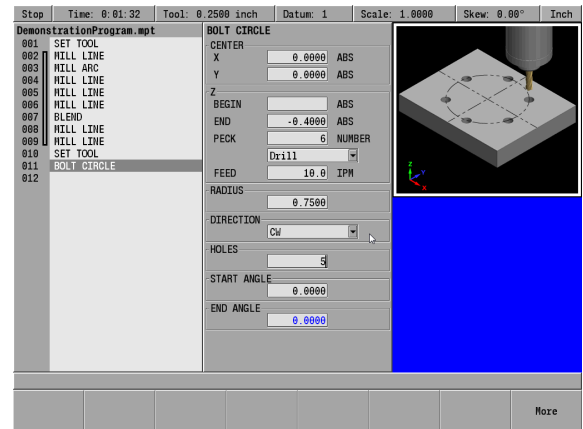 Stop Time: 0:01:32 Tool: 0.2500 inch Datum: 1 Scale: 1.0000 Skew: 0.00° Inch
DemonstrationProgram.mpt
001 SET TOOL
002 MILL LINE
003 MILL ARC
004 MILL LINE
005 MILL LINE
006 MILL LINE
007 BLEND
008 MILL LINE
009 MILL LINE
010 SET TOOL
011 BOLT CIRCLE
012
BOLT CIRCLE
CENTER
X 0.0000 ABS
Y 0.0000 ABS
Z
BEGIN ABS
END -0.4000 ABS
PECK 6 NUMBER
Drill
FEED 10.0 IPM
RADIUS
0.7500
DIRECTION
CW
HOLES
5
START ANGLE
0.0000
END ANGLE
0.0000
Z
Y
X
More